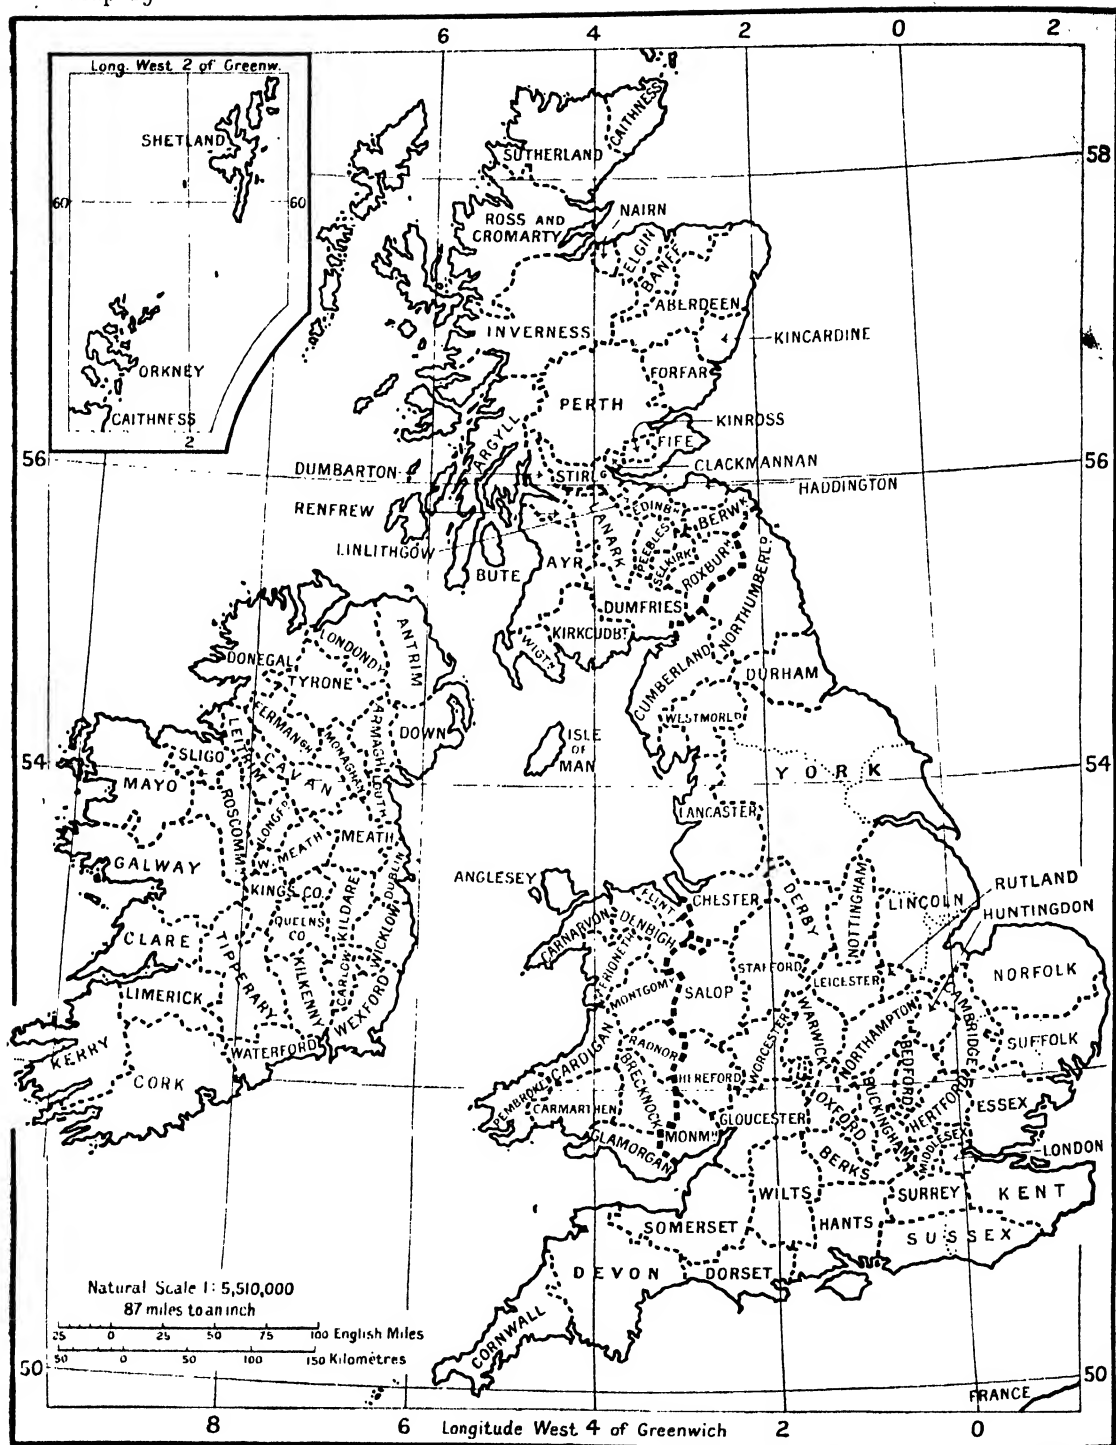 6
4
2
0
2
Long. West 2 of Greenw.
SHETLAND
60
60
ORKNEY
CAITHNESS
2
CAITHNESS
SUTHERLAND
58
ROSS AND
CROMARTY
NAIRN
ELGIN
BANFF
ABERDEEN
INVERNESS
KINCARDINE
FORFAR
PERTH
KINROSS
FIFE
ARGYLL
56
56
DUMBARTON
STIRLG
CLACKMANNAN
HADDINGTON
RENFREW
EDINBH
BERWK
LANARK
LINLITHGOW
PEEBLES
SELKIRK
ROXBURH
BUTE
AYR
DUMFRIES
NORTHUMBERLD
KIRKCUDBT
WIGTN
CUMBERLAND
DURHAM
WESTMORLD
ISLE
OF
MAN
YORK
LANCASTER
DONEGAL
LONDONDY
ANTRIM
TYRONE
FERMANGH
ARMAGH
DOWN
MONAGHAN
LEITRIM
SLIGO
CAVAN
LOUTH
54
54
MAYO
ROSCOMMN
LONGFD
MEATH
W. MEATH
GALWAY
DUBLIN
KINGS CO.
KILDARE
QUEENS
CO
WICKLOW
CLARE
TIPPERARY
CARLOW
KILKENNY
LIMERICK
WEXFORD
KERRY
WATERFORD
CORK
ANGLESEY
FLINT
CHESTER
DERBY
NOTTINGHAM
LINCOLN
RUTLAND
HUNTINGDON
CARNARVON
DENBIGH
MERIONETH
STAFFORD
LEICESTER
NORFOLK
MONTGOMY
SALOP
CAMBRIDGE
NORTHAMPTON
WARWICK
WORCESTER
SUFFOLK
CARDIGAN
RADNOR
BEDFORD
BRECKNOCK
HEREFORD
BUCKINGHAM
HERTFORD
ESSEX
PEMBROKE
CARMARTHEN
GLOUCESTER
OXFORD
MONMH
GLAMORGAN
MIDDLESEX
LONDON
BERKS
WILTS
SURREY
KENT
SOMERSET
HANTS
SUSSEX
DEVON
DORSET
CORNWALL
Natural Scale 1: 5,510,000
87 miles to an inch
25 0 25 50 75 100 English Miles
50 0 50 100 150 Kilometres
50
50
FRANCE
8
6
Longitude West 4 of Greenwich
2
0